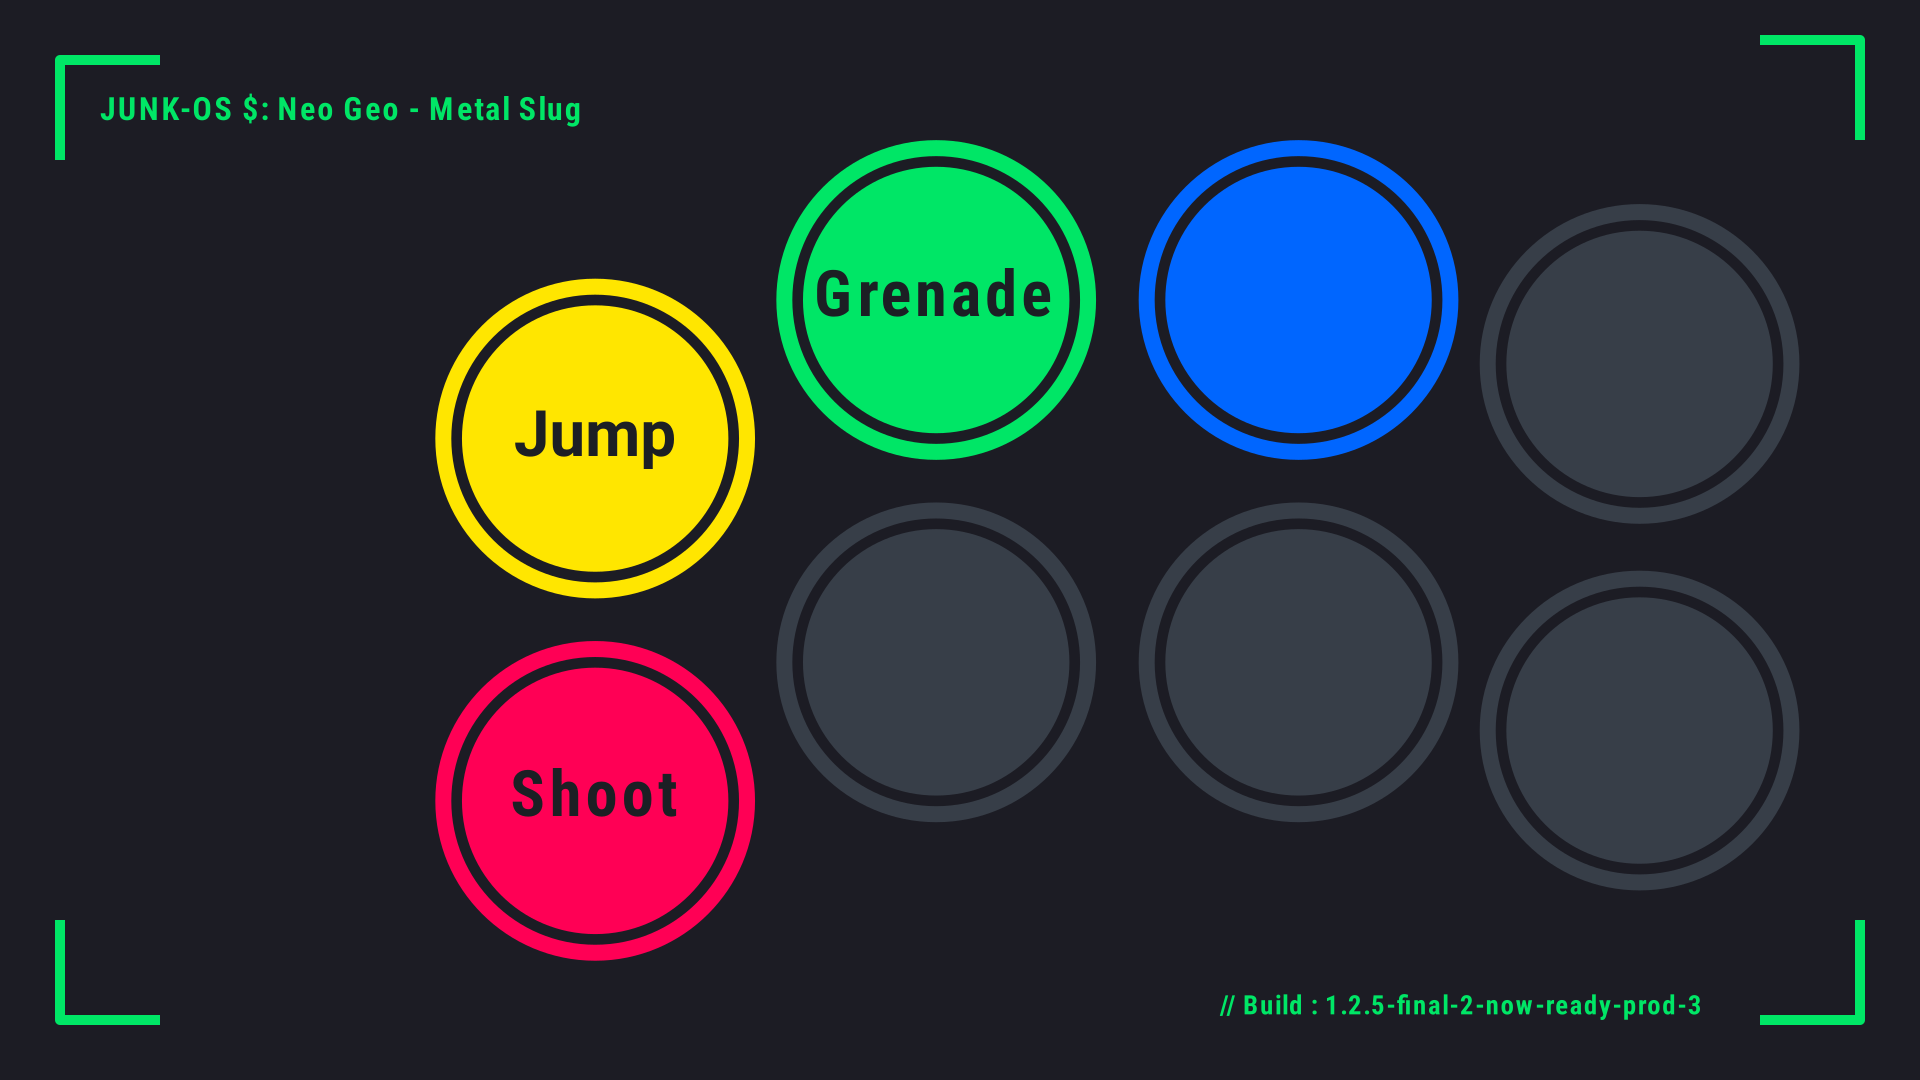 JUNK-OS $: Neo Geo - Metal Slug
Grenade
Jump
Shoot
// Build : 1.2.5-final-2-now-ready-prod-3